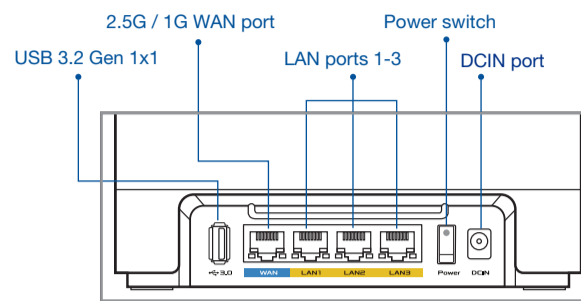 2.5G / 1G WAN port
Power switch
USB 3.2 Gen 1x1
LAN ports 1-3
DCIN port
3.0
WAN
LAN1
LAN2
LAN3
Power
DCIN